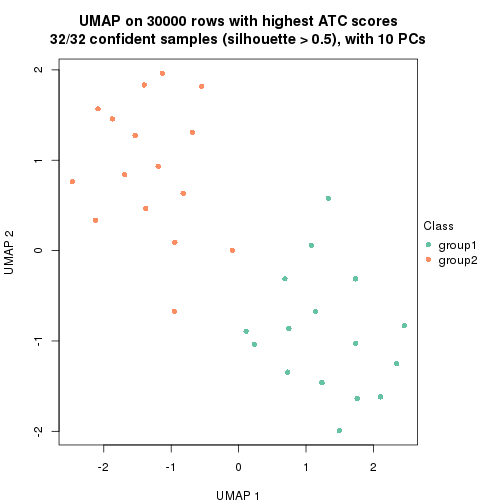 UMAP on 30000 rows with highest ATC scores
32/32 confident samples (silhouette > 0.5), with 10 PCs
2
1
0
-1
-2
UMAP 2
Class
group1
group2
-2 -1 0 1 2
UMAP 1